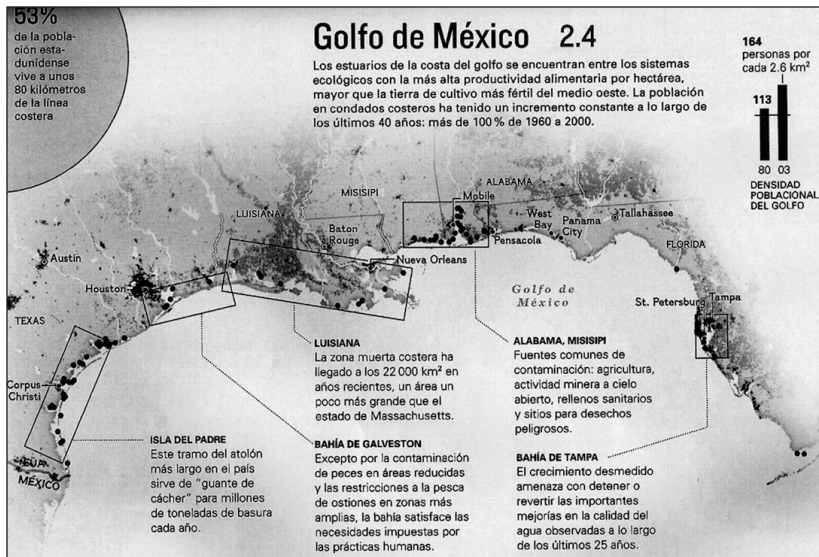 53%
de la pobla-
ción esta-
dunidense
vive a unos
80 kilómetros
de la línea
costera
Golfo de México 2.4
Los estuarios de la costa del golfo se encuentran entre los sistemas
ecológicos con la más alta productividad alimentaria por hectárea,
mayor que la tierra de cultivo más fértil del medio oeste. La población
en condados costeros ha tenido un incremento constante a lo largo de
los últimos 40 años: más de 100% de 1960 a 2000.
164
personas por
cada 2.6 km²
113
80 03
DENSIDAD
POBLACIONAL
DEL GOLFO
ALABAMA
MISISIPI
Mobile
LUISIANA
Baton
Rouge
West
Bay
Panama
City
Tallahassee
Pensacola
FLORIDA
Austin
Nueva Orleans
Houston
Golfo de
México
St. Petersburg
Tampa
TEXAS
Corpus
Christi
EUA
MÉXICO
LUISIANA
La zona muerta costera ha
llegado a los 22 000 km² en
años recientes, un área un
poco más grande que el
estado de Massachusetts.
ALABAMA, MISISIPI
Fuentes comunes de
contaminación: agricultura,
actividad minera a cielo
abierto, rellenos sanitarios
y sitios para desechos
peligrosos.
ISLA DEL PADRE
Este tramo del atolón
más largo en el país
sirve de "guante de
cácher" para millones
de toneladas de basura
cada año.
BAHÍA DE GALVESTON
Excepto por la contaminación
de peces en áreas reducidas
y las restricciones a la pesca
de ostiones en zonas más
amplias, la bahía satisface las
necesidades impuestas por
las prácticas humanas.
BAHÍA DE TAMPA
El crecimiento desmedido
amenaza con detener o
revertir las importantes
mejorías en la calidad del
agua observadas a lo largo
de los últimos 25 años.